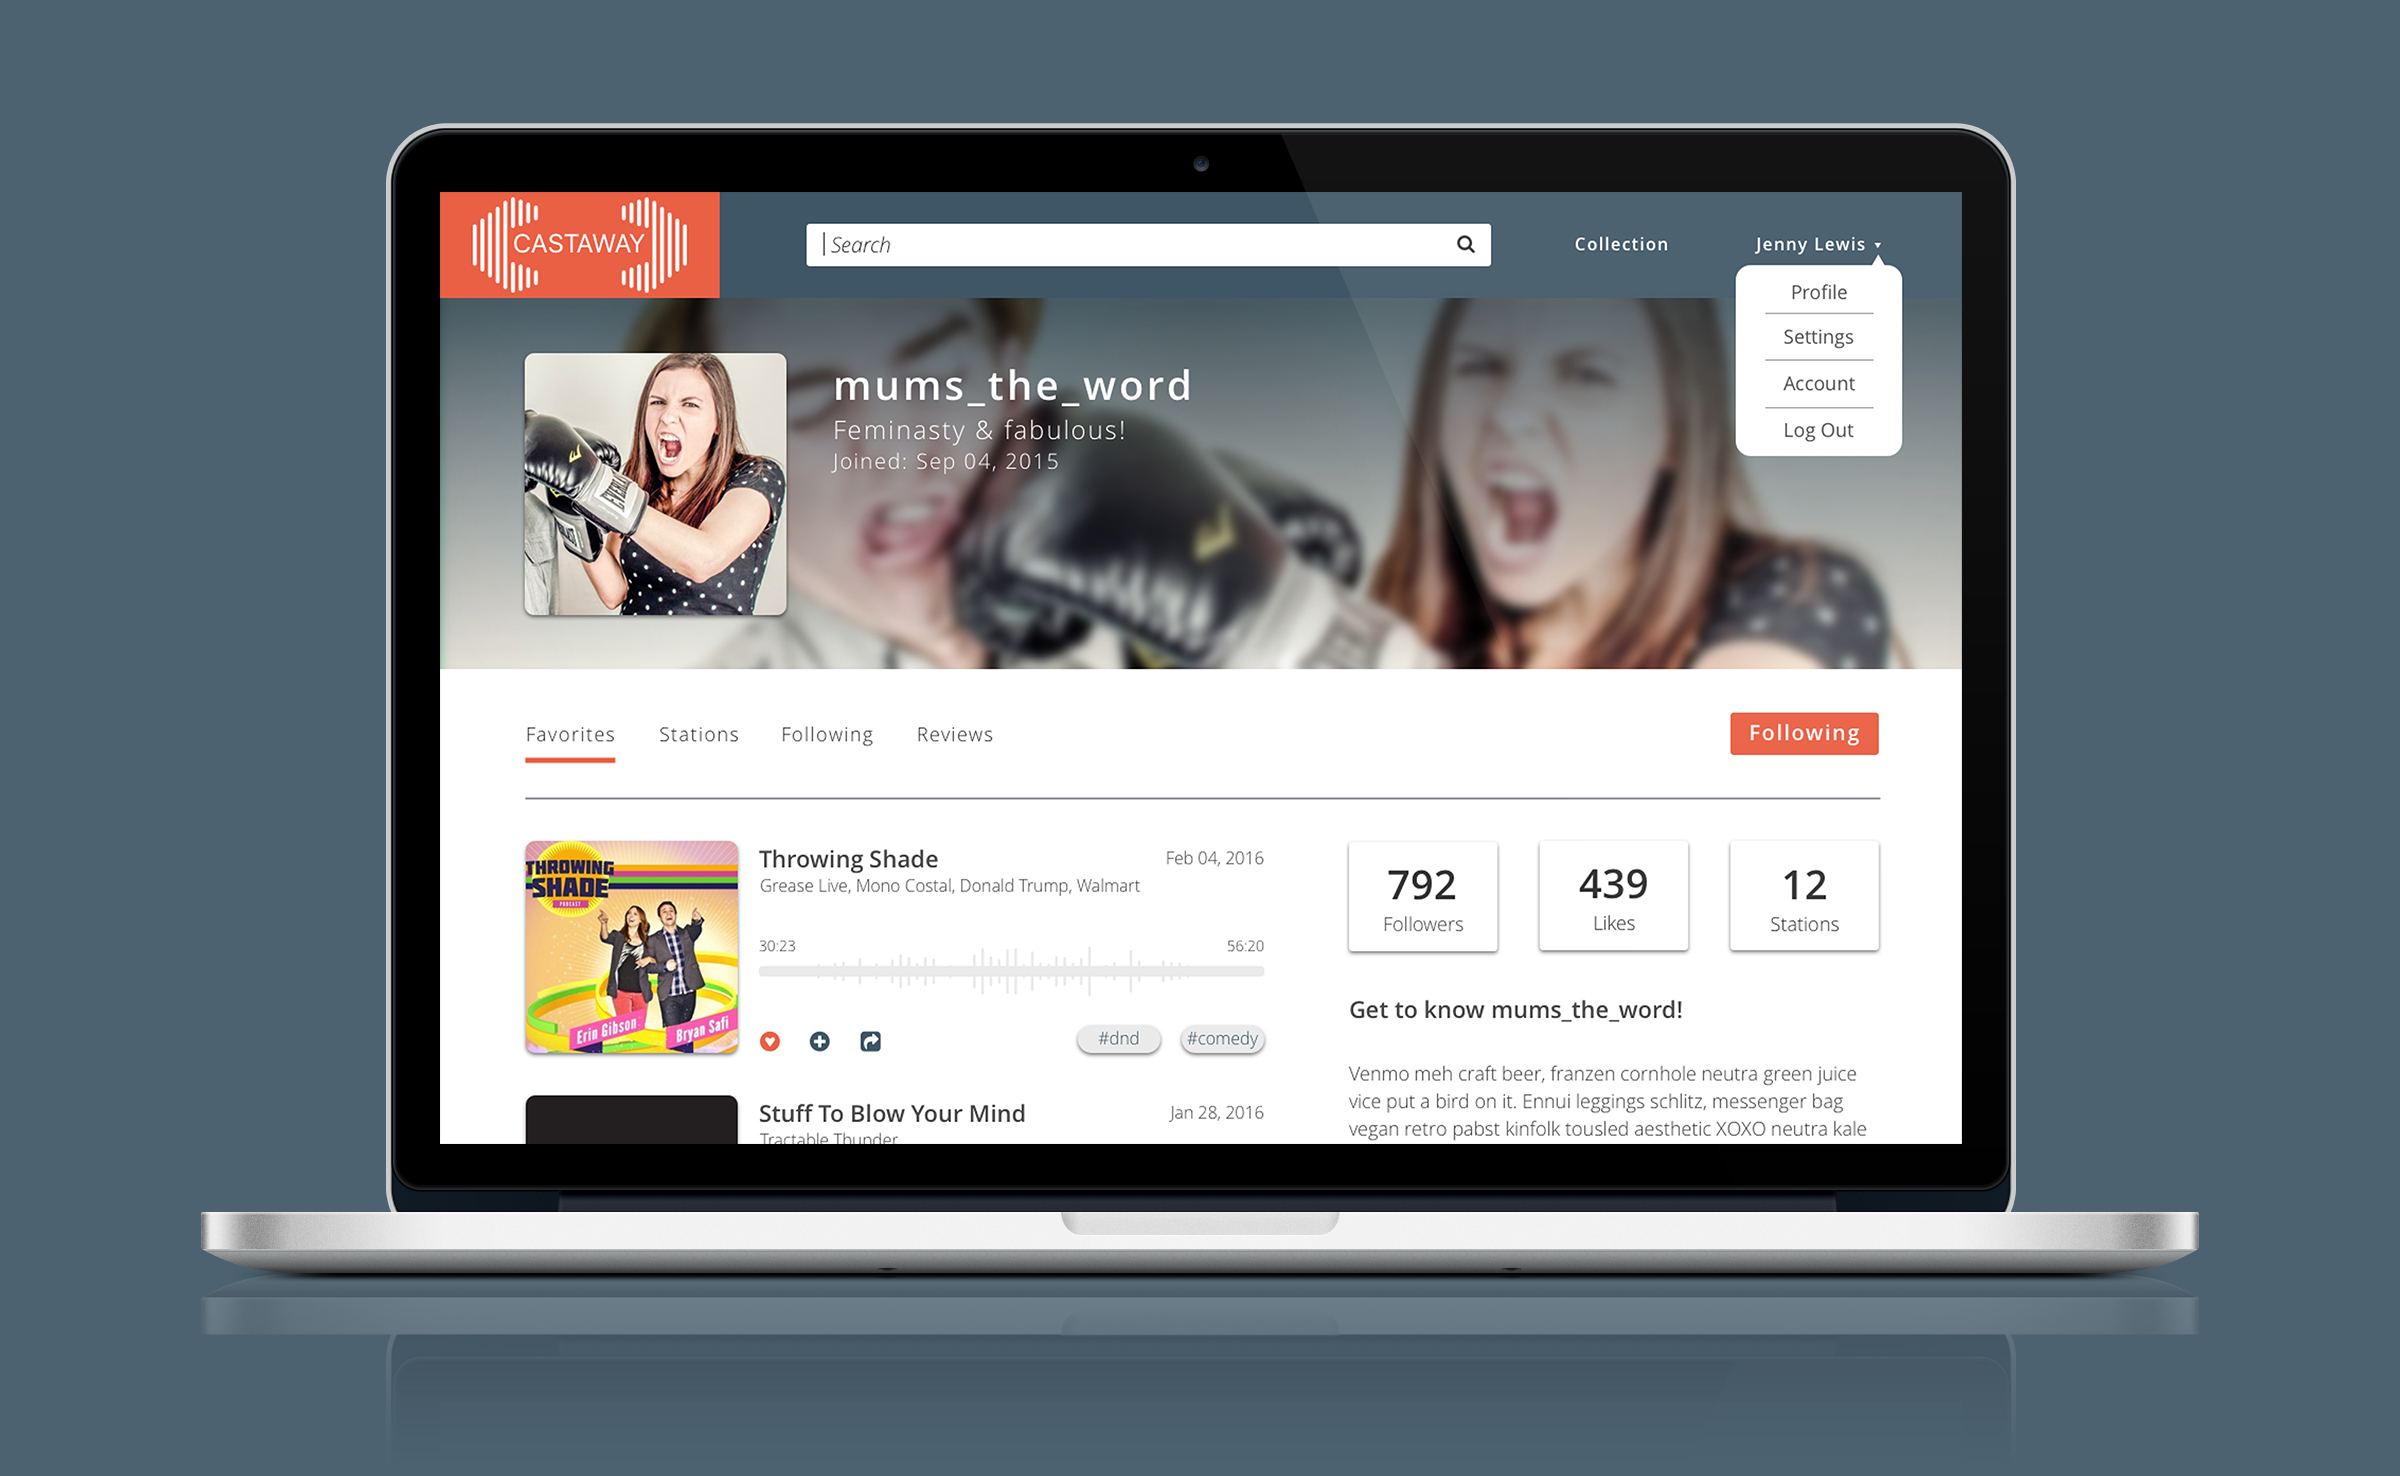 CASTAWAY
Search
Collection
Jenny Lewis
Profile
Settings
Account
Log Out
mums_the_word
Feminasty & fabulous!
Joined: Sep 04, 2015
Favorites Stations Following Reviews
Following
THROWING
SHADE
PODCAST
Erin Gibson
Bryan Safi
Throwing Shade
Feb 04, 2016
Grease Live, Mono Costal, Donald Trump, Walmart
30:23
56:20
#dnd
#comedy
Stuff To Blow Your Mind
Jan 28, 2016
Tractable Thunder
792
Followers
439
Likes
12
Stations
Get to know mums_the_word!
Venmo meh craft beer, franzen cornhole neutra green juice
vice put a bird on it. Ennui leggings schlitz, messenger bag
vegan retro pabst kinfolk tousled aesthetic XOXO neutra kale